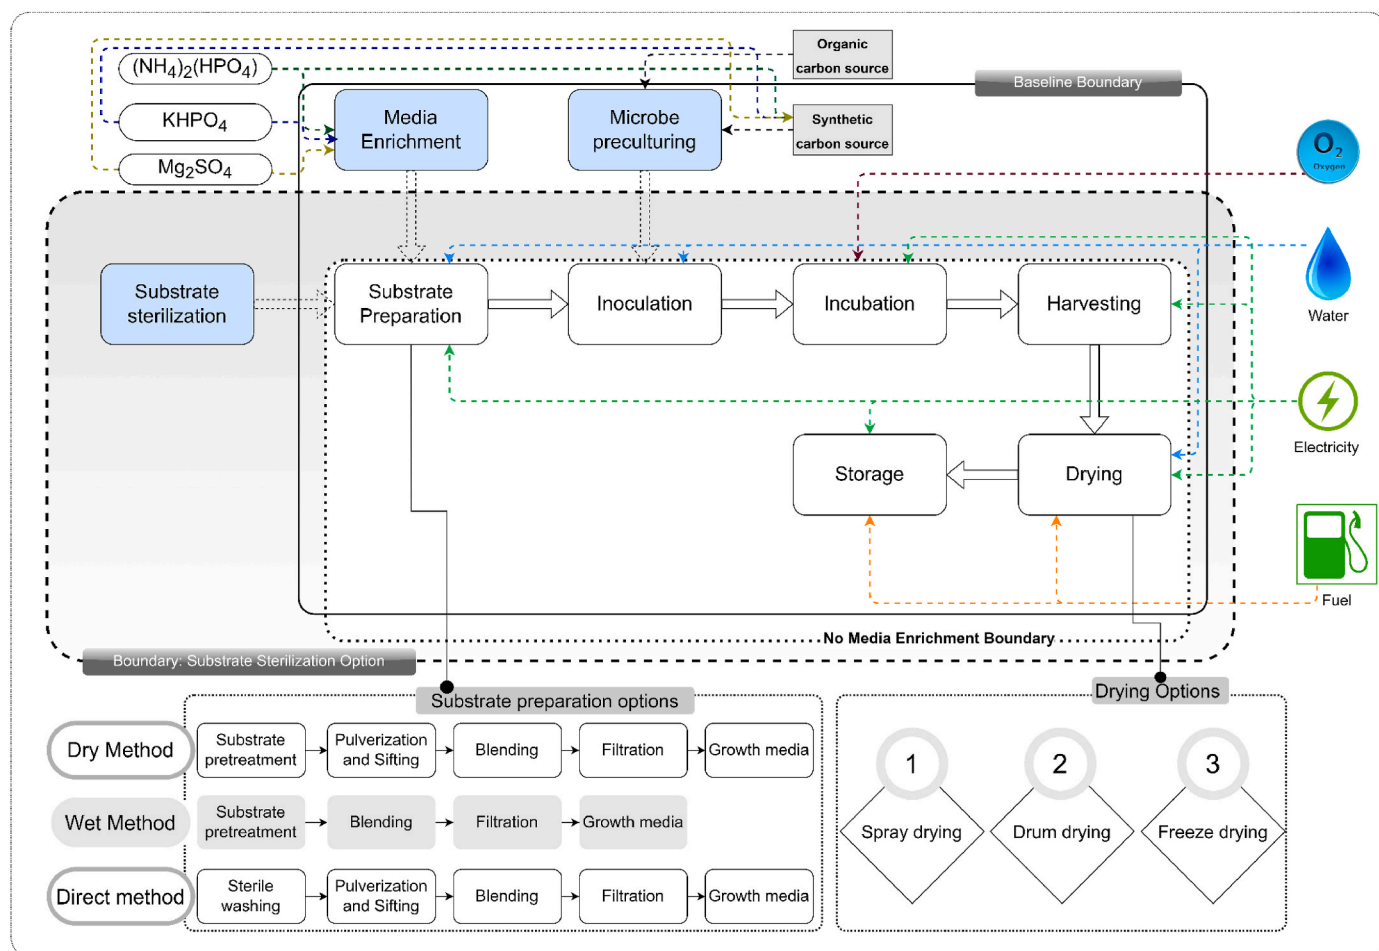 (NH₄)₂(HPO₄)
KHPO₄
Mg₂SO₄
Media
Enrichment
Microbe
preculturing
Organic
carbon source
Synthetic
carbon source
Baseline Boundary
O₂
Oxygen
Substrate
sterilization
Substrate
Preparation
Inoculation
Incubation
Harvesting
Water
Storage
Drying
Electricity
Fuel
No Media Enrichment Boundary
Boundary: Substrate Sterilization Option
Substrate preparation options
Dry Method
Substrate
pretreatment
Pulverization
and Sifting
Blending
Filtration
Growth media
Wet Method
Substrate
pretreatment
Blending
Filtration
Growth media
Direct method
Sterile
washing
Pulverization
and Sifting
Blending
Filtration
Growth media
Drying Options
1
2
3
Spray drying
Drum drying
Freeze drying